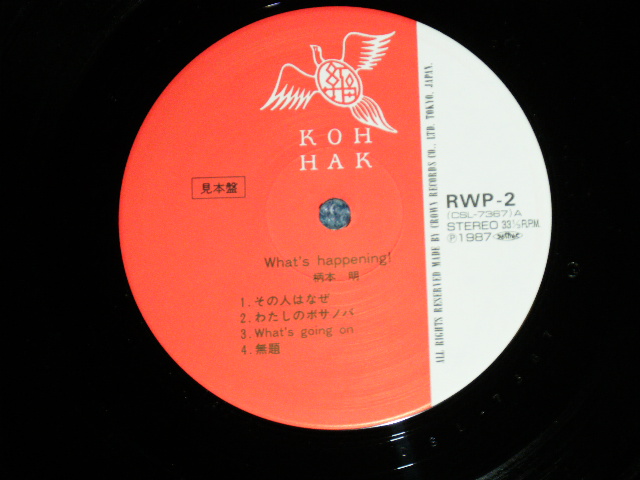 KOH
HAK
見本盤
RWP-2
(CSL-7367)A
STEREO 33⅓R.P.M.
Ⓟ1987
What's happening!
柄本 明
1. その人はなぜ
2. わたしのボサノバ
3. What's going on
4. 無題
ALL RIGHTS RESERVED MADE BY CROWN RECORDS CO., LTD. TOKYO, JAPAN.